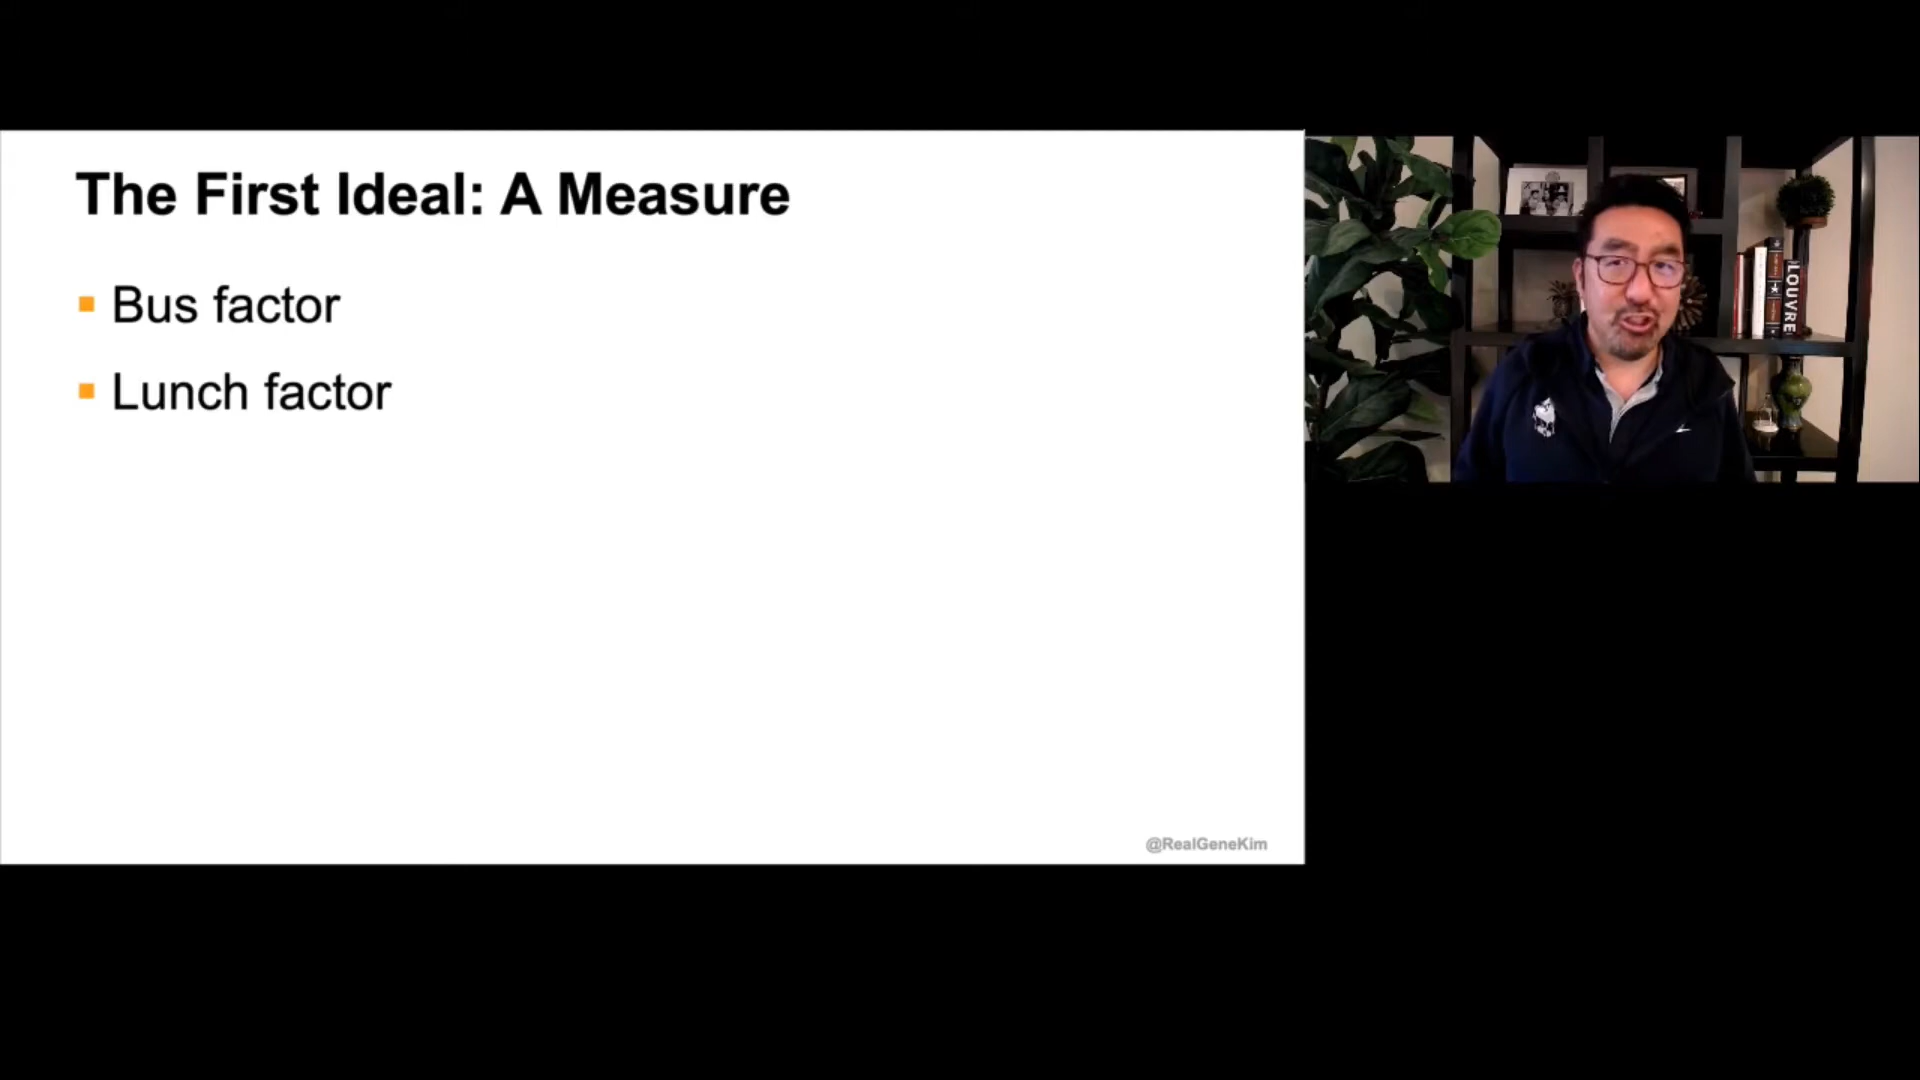 The First Ideal: A Measure
Bus factor
Lunch factor
@RealGeneKim
LOUVRE